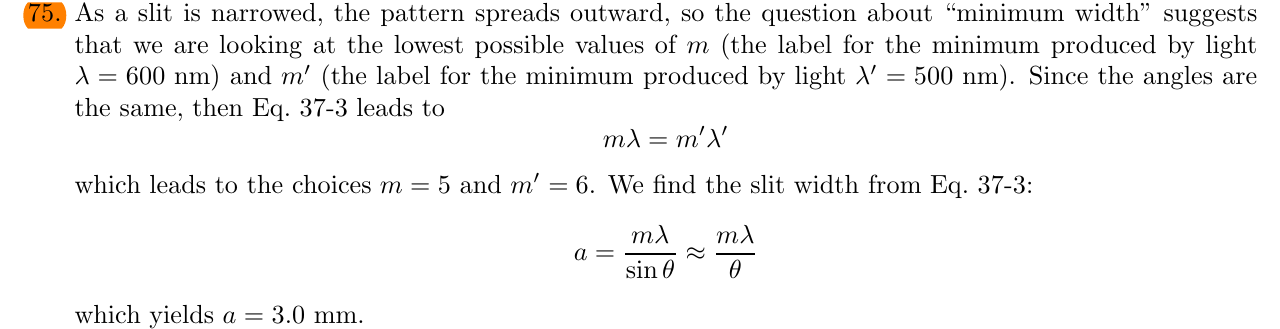 75. As a slit is narrowed, the pattern spreads outward, so the question about “minimum width” suggests
that we are looking at the lowest possible values of m (the label for the minimum produced by light
λ = 600 nm) and m′ (the label for the minimum produced by light λ′ = 500 nm). Since the angles are
the same, then Eq. 37-3 leads to
mλ = m′λ′
which leads to the choices m = 5 and m′ = 6. We find the slit width from Eq. 37-3:
a = mλ / sin θ ≈ mλ / θ
which yields a = 3.0 mm.